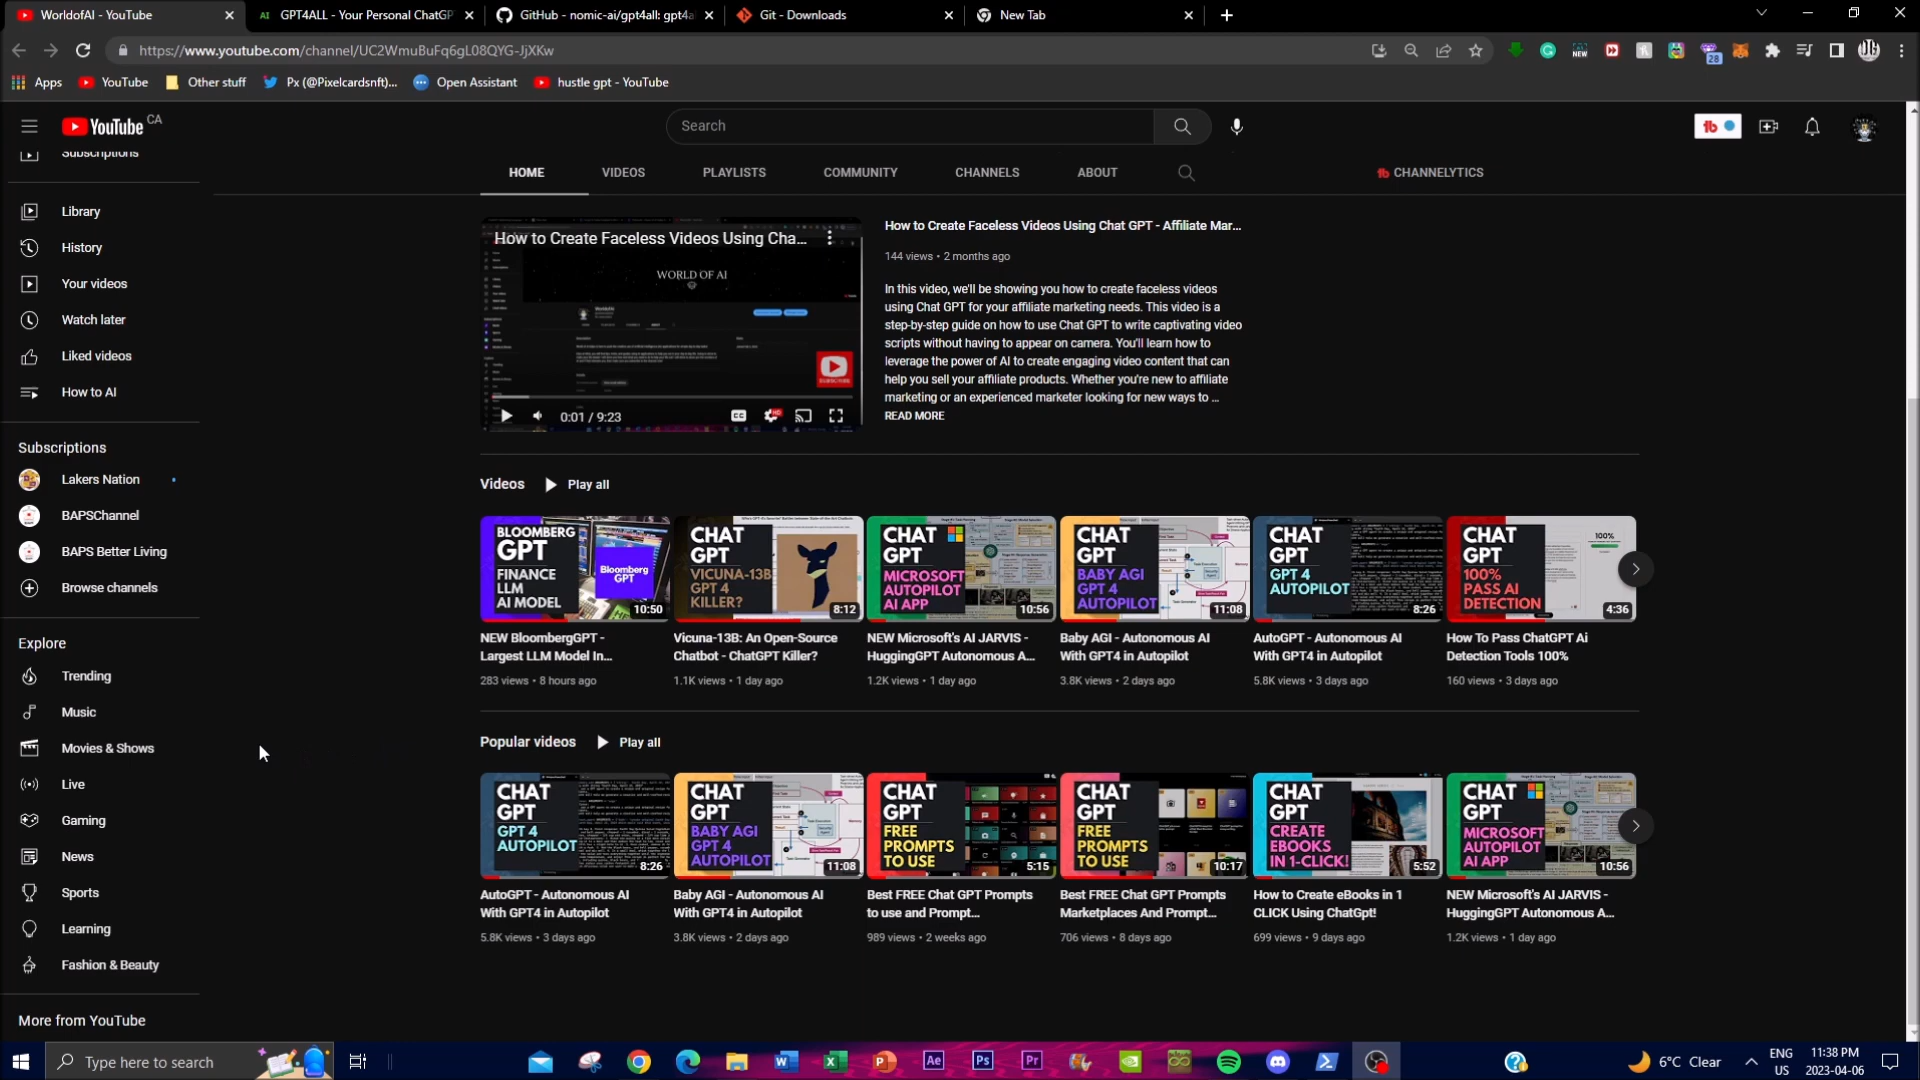 WorldofAI - YouTube
GPT4ALL - Your Personal ChatGP
GitHub - nomic-ai/gpt4all: gpt4a
Git - Downloads
New Tab
https://www.youtube.com/channel/UC2WmuBuFq6gL08QYG-JjXKw
NEW
28
Apps
YouTube
Other stuff
Px (@Pixelcardsnft)...
Open Assistant
hustle gpt - YouTube
YouTube CA
Search
Subscriptions
HOME
VIDEOS
PLAYLISTS
COMMUNITY
CHANNELS
ABOUT
CHANNELYTICS
Library
History
Your videos
Watch later
Liked videos
How to AI
Subscriptions
Lakers Nation
BAPSChannel
BAPS Better Living
Browse channels
Explore
Trending
Music
Movies & Shows
Live
Gaming
News
Sports
Learning
Fashion & Beauty
More from YouTube
How to Create Faceless Videos Using Cha...
WORLD OF AI
SUBSCRIBE
0:01 / 9:23
How to Create Faceless Videos Using Chat GPT - Affiliate Mar...
144 views • 2 months ago
In this video, we'll be showing you how to create faceless videos
using Chat GPT for your affiliate marketing needs. This video is a
step-by-step guide on how to use Chat GPT to write captivating video
scripts without having to appear on camera. You'll learn how to
leverage the power of AI to create engaging video content that can
help you sell your affiliate products. Whether you're new to affiliate
marketing or an experienced marketer looking for new ways to ...
READ MORE
Videos
Play all
BLOOMBERG
GPT
FINANCE
LLM
AI MODEL
Bloomberg
GPT
10:50
NEW BloombergGPT -
Largest LLM Model In...
283 views • 8 hours ago
CHAT
GPT
VICUNA-13B
GPT 4
KILLER?
8:12
Vicuna-13B: An Open-Source
Chatbot - ChatGPT Killer?
1.1K views • 1 day ago
CHAT
GPT
MICROSOFT
AUTOPILOT
AI APP
10:56
NEW Microsoft's AI JARVIS -
HuggingGPT Autonomous A...
1.2K views • 1 day ago
CHAT
GPT
BABY AGI
GPT 4
AUTOPILOT
11:08
Baby AGI - Autonomous AI
With GPT4 in Autopilot
3.8K views • 2 days ago
CHAT
GPT
GPT 4
AUTOPILOT
8:26
AutoGPT - Autonomous AI
With GPT4 in Autopilot
5.8K views • 3 days ago
CHAT
GPT
100%
PASS AI
DETECTION
100%
4:36
How To Pass ChatGPT Ai
Detection Tools 100%
160 views • 3 days ago
Popular videos
Play all
CHAT
GPT
GPT 4
AUTOPILOT
8:26
AutoGPT - Autonomous AI
With GPT4 in Autopilot
5.8K views • 3 days ago
CHAT
GPT
BABY AGI
GPT 4
AUTOPILOT
11:08
Baby AGI - Autonomous AI
With GPT4 in Autopilot
3.8K views • 2 days ago
CHAT
GPT
FREE
PROMPTS
TO USE
5:15
Best FREE Chat GPT Prompts
to use and Prompt...
989 views • 2 weeks ago
CHAT
GPT
FREE
PROMPTS
TO USE
10:17
Best FREE Chat GPT Prompts
Marketplaces And Prompt...
706 views • 8 days ago
CHAT
GPT
CREATE
EBOOKS
IN 1-CLICK!
5:52
How to Create eBooks in 1
CLICK Using ChatGpt!
699 views • 9 days ago
CHAT
GPT
MICROSOFT
AUTOPILOT
AI APP
10:56
NEW Microsoft's AI JARVIS -
HuggingGPT Autonomous A...
1.2K views • 1 day ago
Type here to search
Ae
Ps
Pr
6°C Clear
ENG
US
11:38 PM
2023-04-06